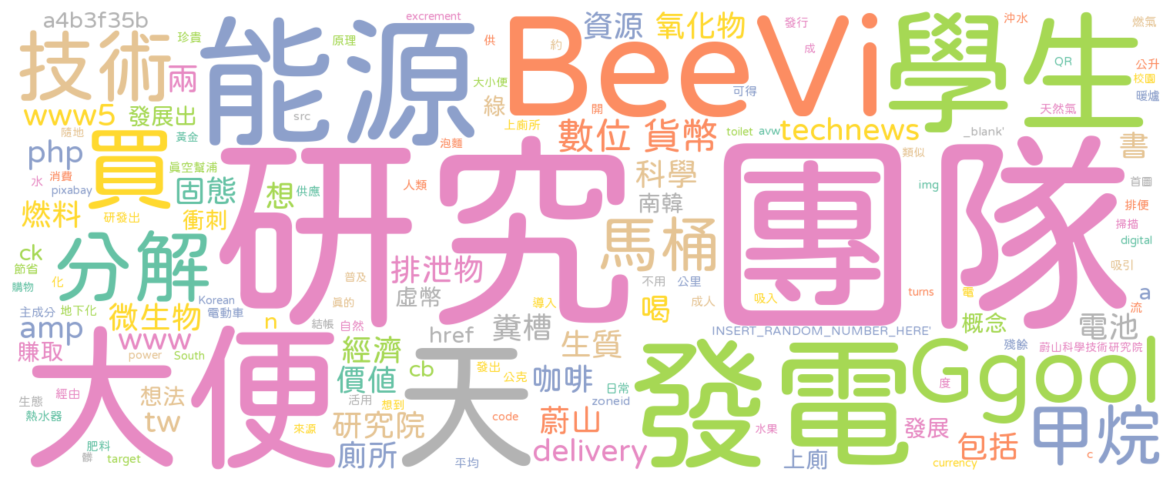 a4b3f35b
珍貴
原理
excrement
供
約
資源
氧化物
發行
成
沖水
燃氣
技術
兩
能源
大小便
BeeVi
學生
QR
公升
校園
暖爐
天然氣
www5
發展出
src
綠
開
可得
隨地
黃金
上廁所
數位
貨幣
toilet
avw
technews
_blank'
書
php
買
真空幫浦
泡麵
類似
水
消費
pixabay
固態
想
供應
人類
科學
img
首圖
排便
研發出
燃料
衝刺
南韓
掃描
研究
團隊
digital
ck
分解
馬桶
節省
排泄物
不用
公里
吸引
購物
化
普及
虛幣
成人
吸入
turns
電
a
主成分
地下化
微生物
Korean
電動車
真的
導入
喝
流
amp
www
n
結帳
自然
href
糞槽
INSERT_RANDOM_NUMBER_HERE'
概念
電池
賺取
power
South
經濟
生質
殘餘
蔚山科學技術研究院
大便
天
發電
Ggool
價值
cb
發出
公克
咖啡
日常
度
生態
經由
想法
活用
想到
zoneid
甲烷
熱水器
tw
來源
研究院
code
蔚山
水果
發展
包括
肥料
髒
target
廁所
平均
delivery
上廁
currency
c